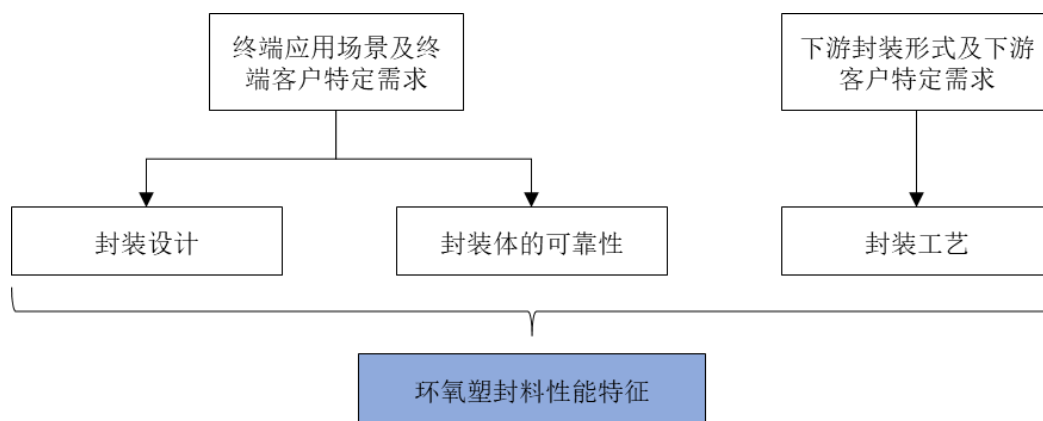 终端应用场景及终
端客户特定需求
下游封装形式及下游
客户特定需求
封装设计
封装体的可靠性
封装工艺
环氧塑封料性能特征